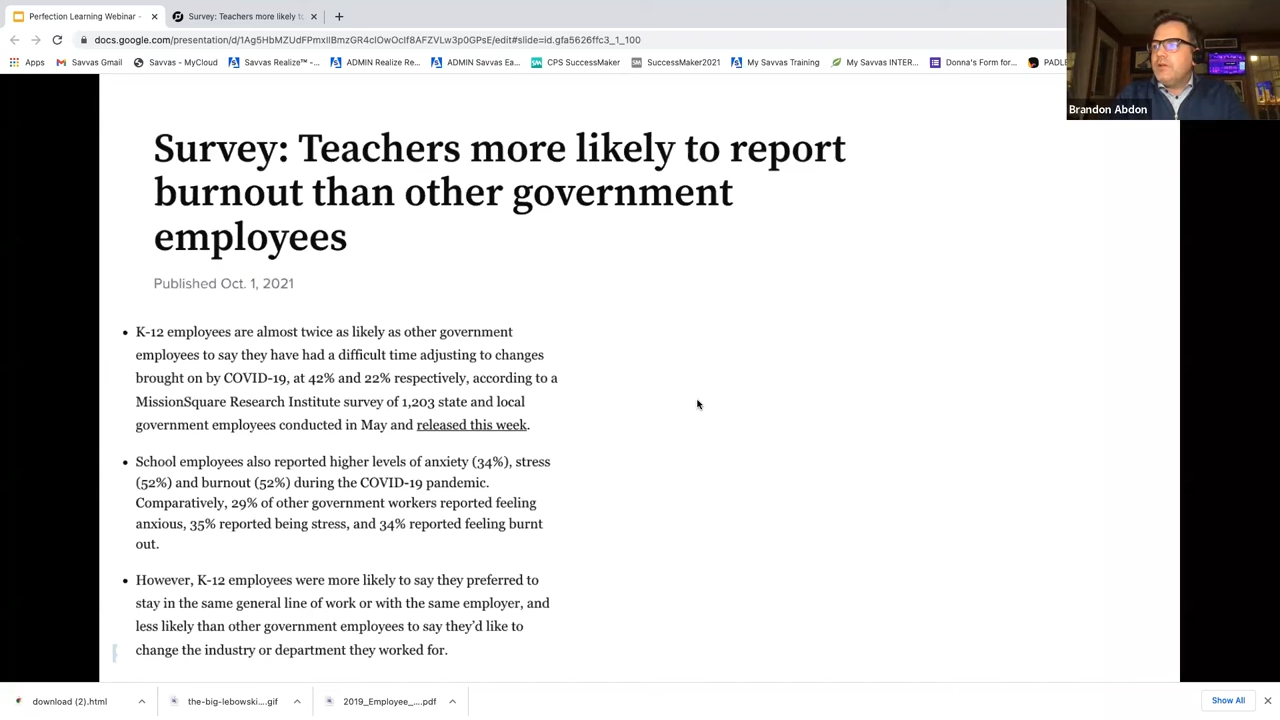 Perfection Learning Webinar -
Survey: Teachers more likely to
docs.google.com/presentation/d/1Ag5HbMZUdFPmxIlBmzGR4clOwOclf8AFZVLw3p0GPsE/edit#slide=id.gfa5626ffc3_1_100
Apps
Savvas Gmail
Savvas - MyCloud
Savvas Realize™ -...
ADMIN Realize Re...
ADMIN Savvas Ea...
CPS SuccessMaker
SuccessMaker2021
My Savvas Training
My Savvas INTER...
Donna's Form for...
PADLE
Brandon Abdon
Survey: Teachers more likely to report
burnout than other government
employees
Published Oct. 1, 2021
• K-12 employees are almost twice as likely as other government
employees to say they have had a difficult time adjusting to changes
brought on by COVID-19, at 42% and 22% respectively, according to a
MissionSquare Research Institute survey of 1,203 state and local
government employees conducted in May and released this week.
• School employees also reported higher levels of anxiety (34%), stress
(52%) and burnout (52%) during the COVID-19 pandemic.
Comparatively, 29% of other government workers reported feeling
anxious, 35% reported being stress, and 34% reported feeling burnt
out.
• However, K-12 employees were more likely to say they preferred to
stay in the same general line of work or with the same employer, and
less likely than other government employees to say they'd like to
change the industry or department they worked for.
download (2).html
the-big-lebowski....gif
2019_Employee_....pdf
Show All